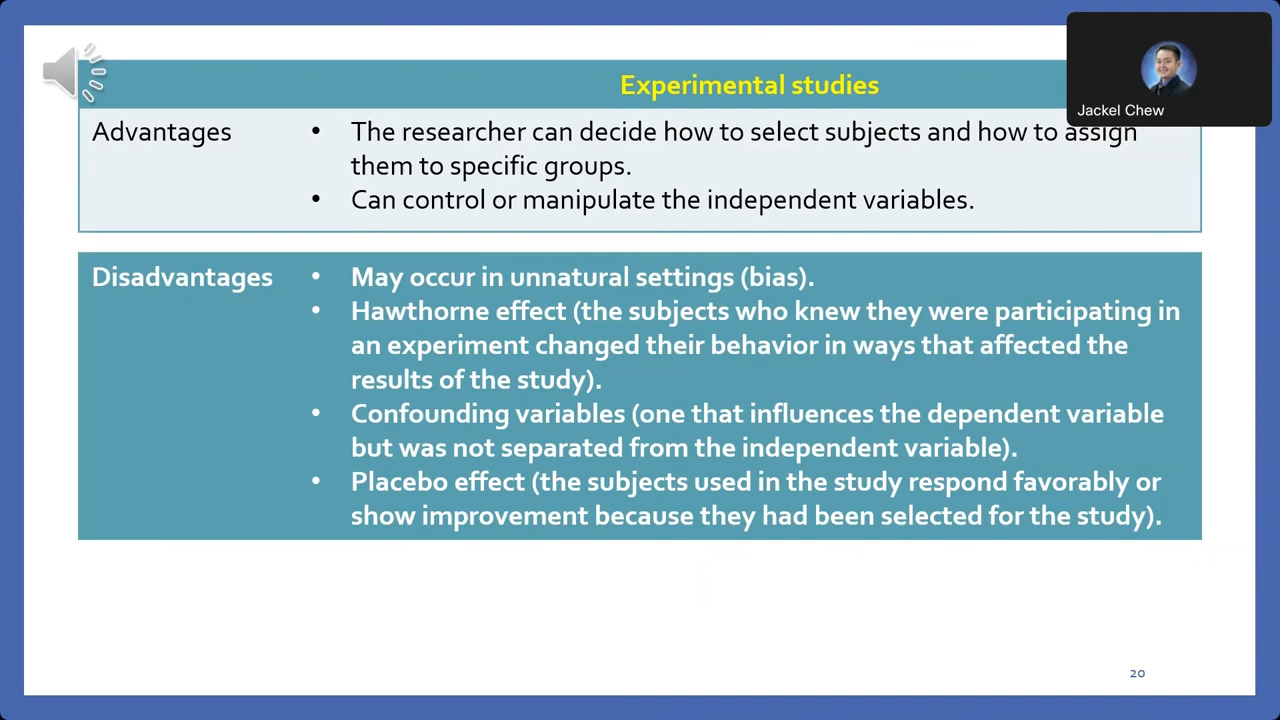 Experimental studies
Jackel Chew
Advantages
• The researcher can decide how to select subjects and how to assign
them to specific groups.
• Can control or manipulate the independent variables.
Disadvantages
• May occur in unnatural settings (bias).
• Hawthorne effect (the subjects who knew they were participating in
an experiment changed their behavior in ways that affected the
results of the study).
• Confounding variables (one that influences the dependent variable
but was not separated from the independent variable).
• Placebo effect (the subjects used in the study respond favorably or
show improvement because they had been selected for the study).
20